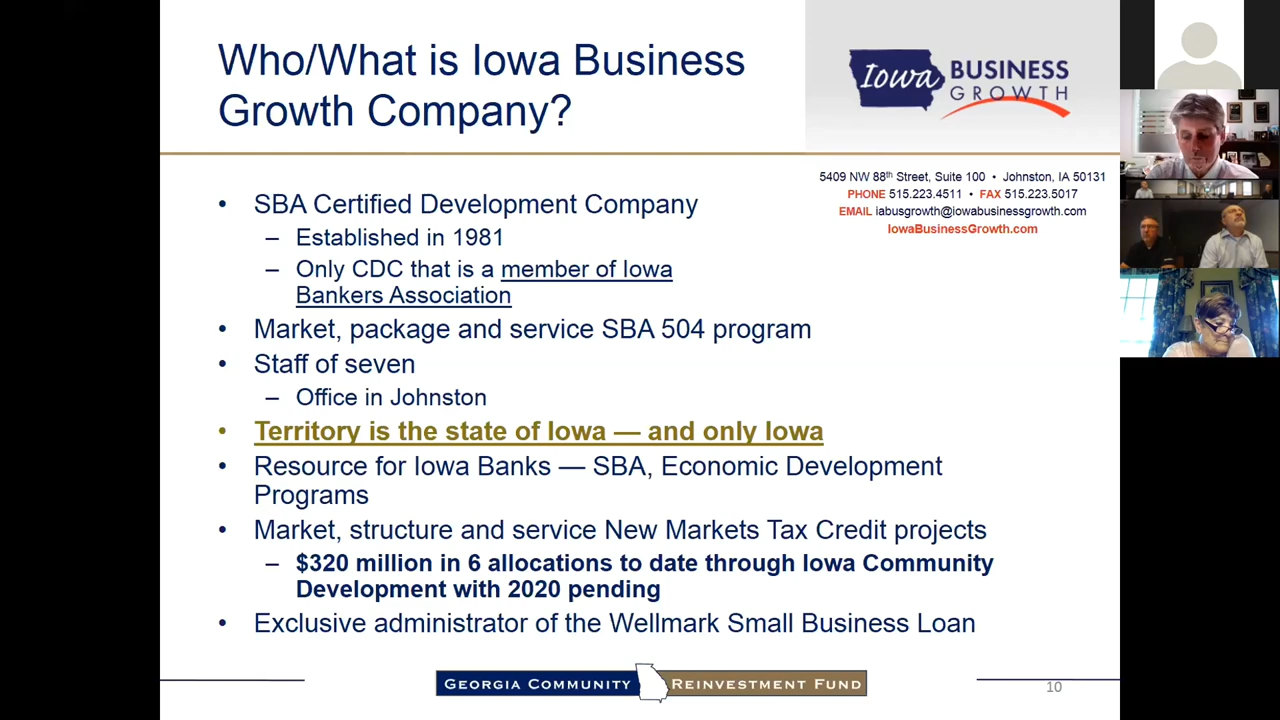 Who/What is Iowa Business
Growth Company?
Iowa BUSINESS
GROWTH
5409 NW 88th Street, Suite 100 • Johnston, IA 50131
PHONE 515.223.4511 • FAX 515.223.5017
EMAIL iabusgrowth@iowabusinessgrowth.com
IowaBusinessGrowth.com
• SBA Certified Development Company
– Established in 1981
– Only CDC that is a member of Iowa
Bankers Association
• Market, package and service SBA 504 program
• Staff of seven
– Office in Johnston
• Territory is the state of Iowa — and only Iowa
• Resource for Iowa Banks — SBA, Economic Development
Programs
• Market, structure and service New Markets Tax Credit projects
– $320 million in 6 allocations to date through Iowa Community
Development with 2020 pending
• Exclusive administrator of the Wellmark Small Business Loan
GEORGIA COMMUNITY REINVESTMENT FUND
10